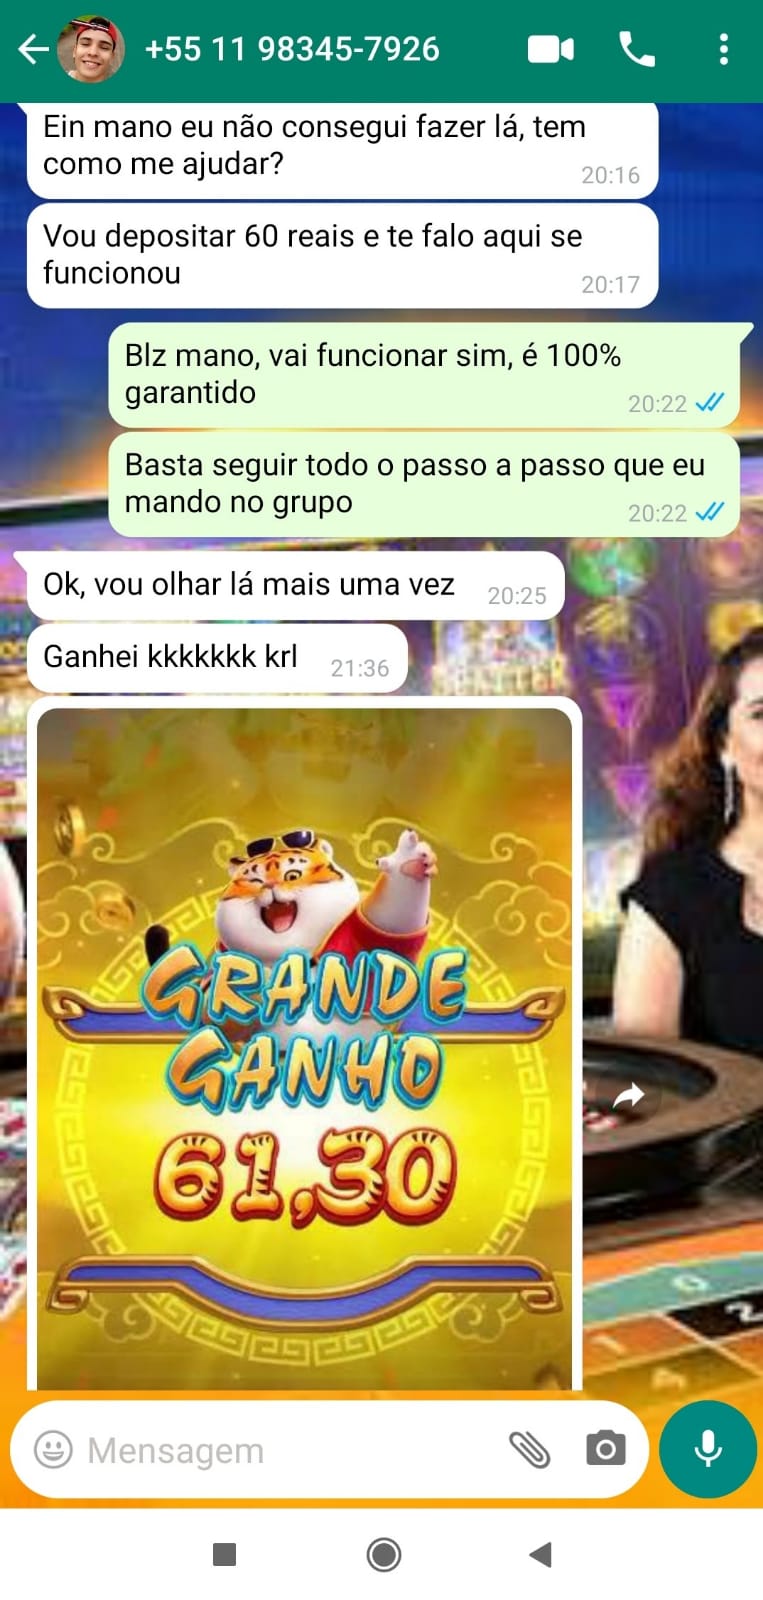 +55 11 98345-7926
Ein mano eu não consegui fazer lá, tem
como me ajudar?
20:16
Vou depositar 60 reais e te falo aqui se
funcionou
20:17
Blz mano, vai funcionar sim, é 100%
garantido
20:22
Basta seguir todo o passo a passo que eu
mando no grupo
20:22
Ok, vou olhar lá mais uma vez
20:25
Ganhei kkkkkkk krl
21:36
GRANDE
GANHO
61,30
Mensagem